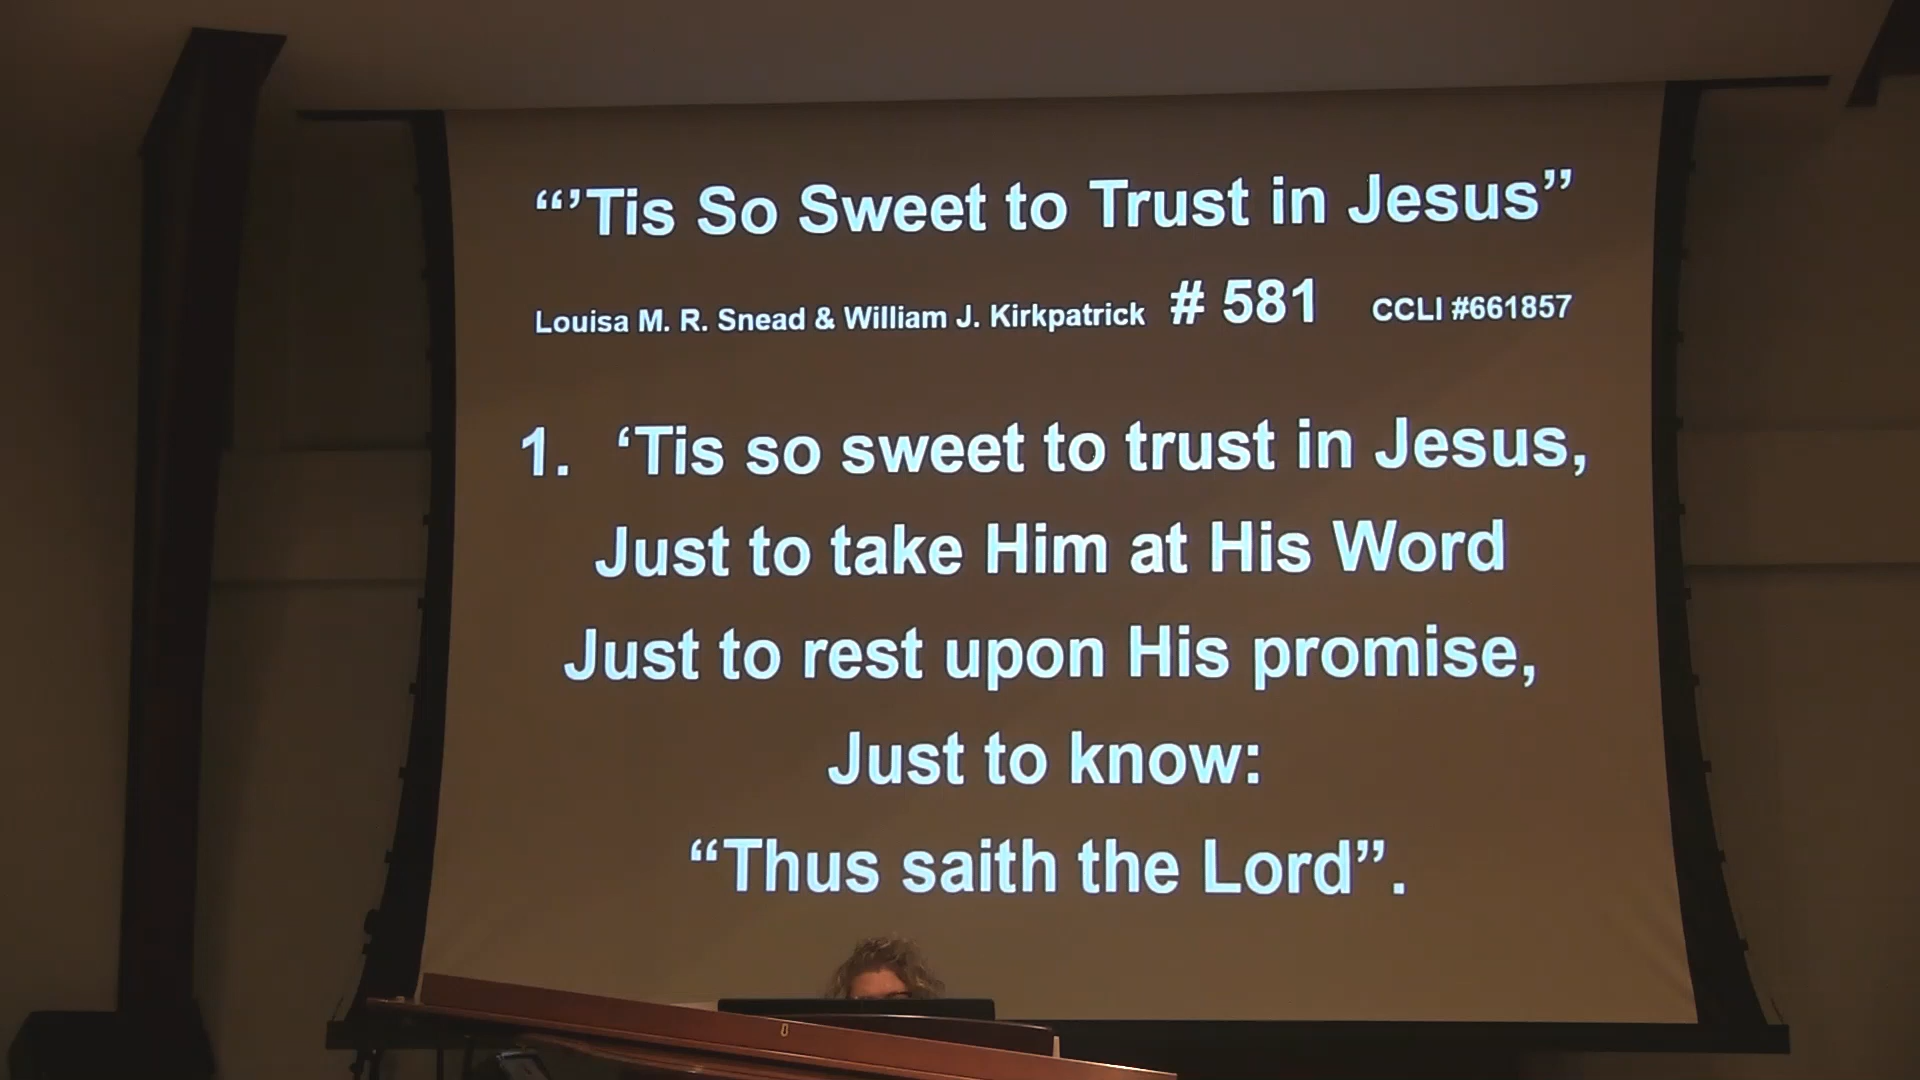 “’Tis So Sweet to Trust in Jesus”
Louisa M. R. Snead & William J. Kirkpatrick # 581 CCLI #661857
1. ‘Tis so sweet to trust in Jesus,
Just to take Him at His Word
Just to rest upon His promise,
Just to know:
“Thus saith the Lord”.